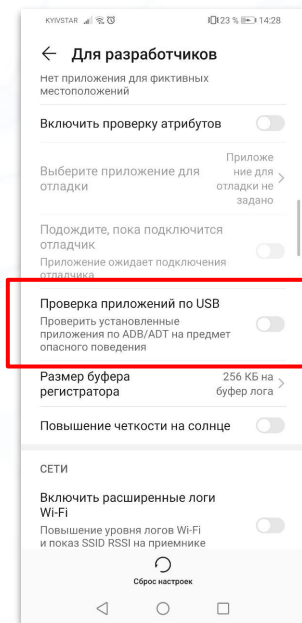 KYIVSTAR 23 % 14:28
Для разработчиков
Нет приложения для фиктивных
местоположений
Включить проверку атрибутов
Выберите приложение для
отладки
Приложе
ние для
отладки не
задано
Подождите, пока подключится
отладчик
Приложение ожидает подключения
отладчика
Проверка приложений по USB
Проверить установленные
приложения по ADB/ADT на предмет
опасного поведения
Размер буфера
регистратора
256 КБ на
буфер лога
Повышение четкости на солнце
СЕТИ
Включить расширенные логи
Wi-Fi
Повышение уровня логов Wi-Fi
и показ SSID RSSI на приемнике
Сброс настроек